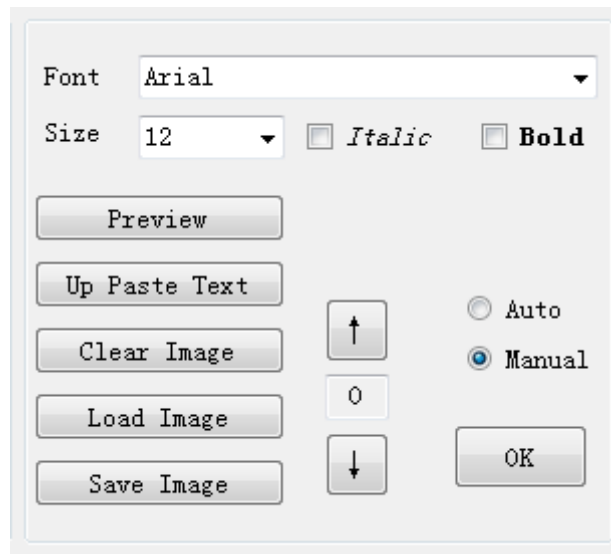 Font Arial
Size 12 Italic Bold
Preview
Up Paste Text
Clear Image
Load Image
Save Image
↑
0
↓
Auto
Manual
OK